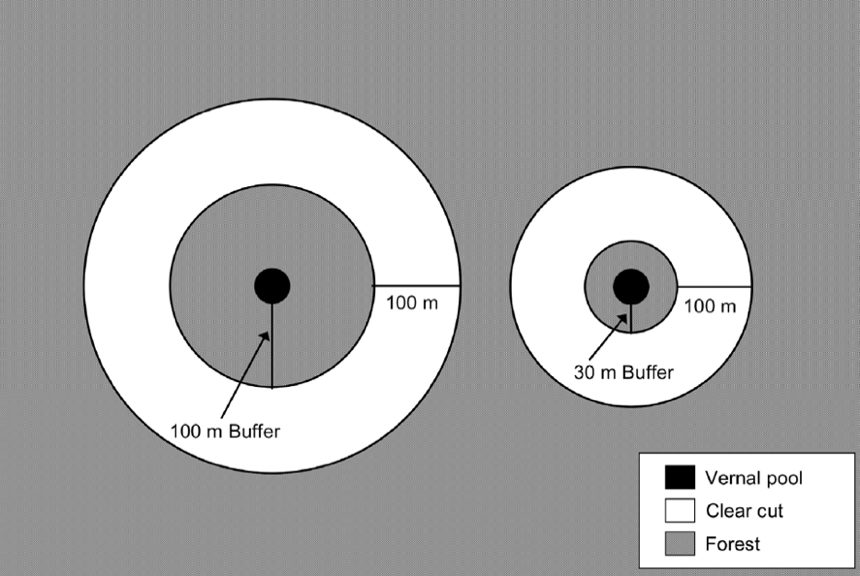 100 m
100 m Buffer
100 m
30 m Buffer
Vernal pool
Clear cut
Forest